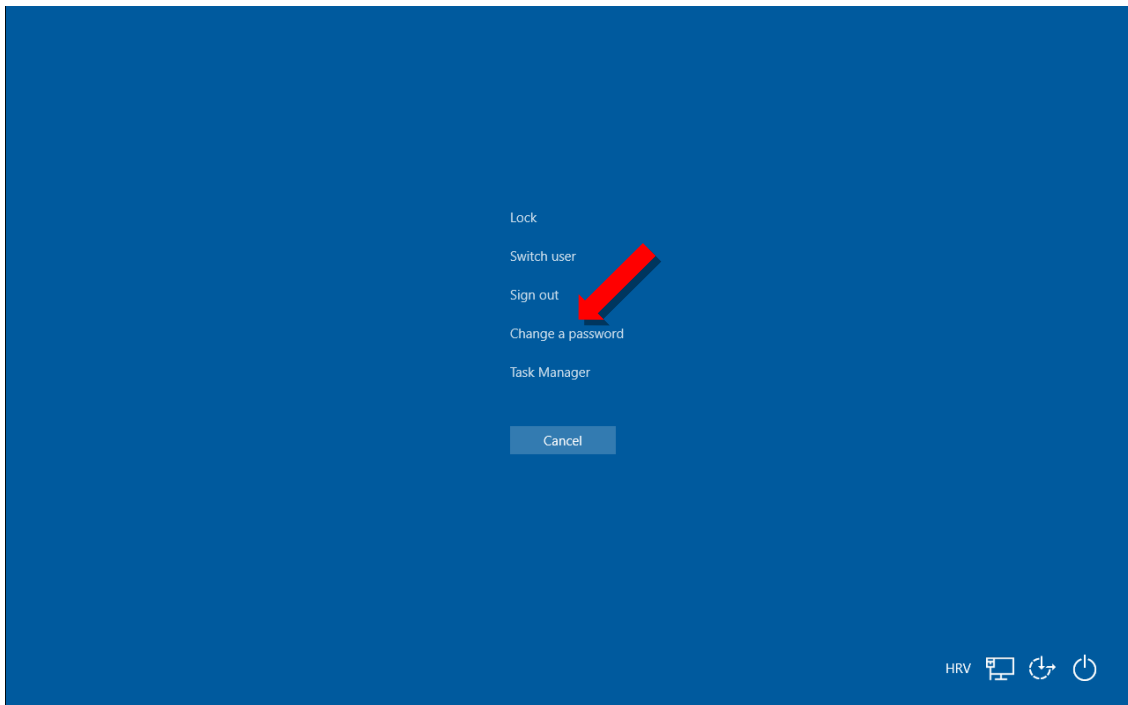 Lock
Switch user
Sign out
Change a password
Task Manager
Cancel
HRV